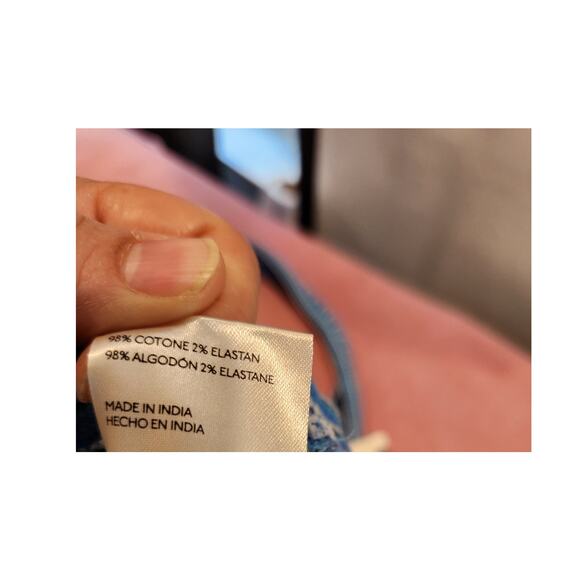 98% COTONE 2% ELASTAN
98% ALGODÓN 2% ELASTANE
MADE IN INDIA
HECHO EN INDIA